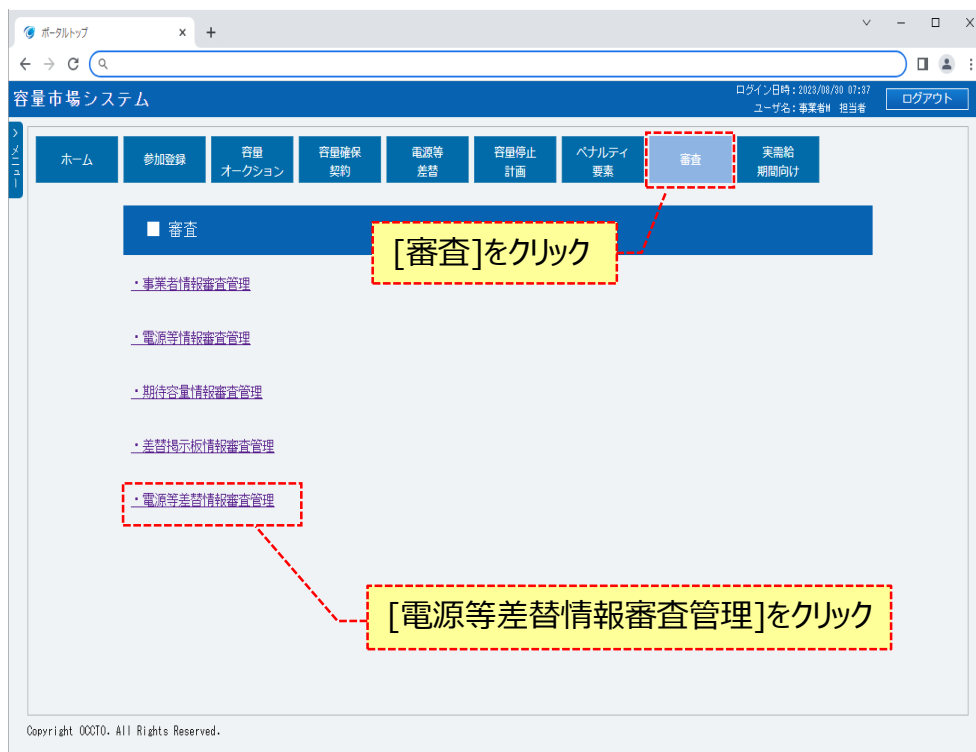 ポータルトップ
容量市場システム
ログイン日時:2023/08/30 07:37
ユーザ名:事業者M 担当者
ログアウト
メニュー
ホーム
参加登録
容量
オークション
容量確保
契約
電源等
差替
容量停止
計画
ペナルティ
要素
審査
実需給
期間向け
■ 審査
[審査]をクリック
・事業者情報審査管理
・電源等情報審査管理
・期待容量情報審査管理
・差替掲示板情報審査管理
・電源等差替情報審査管理
[電源等差替情報審査管理]をクリック
Copyright OCCTO. All Rights Reserved.